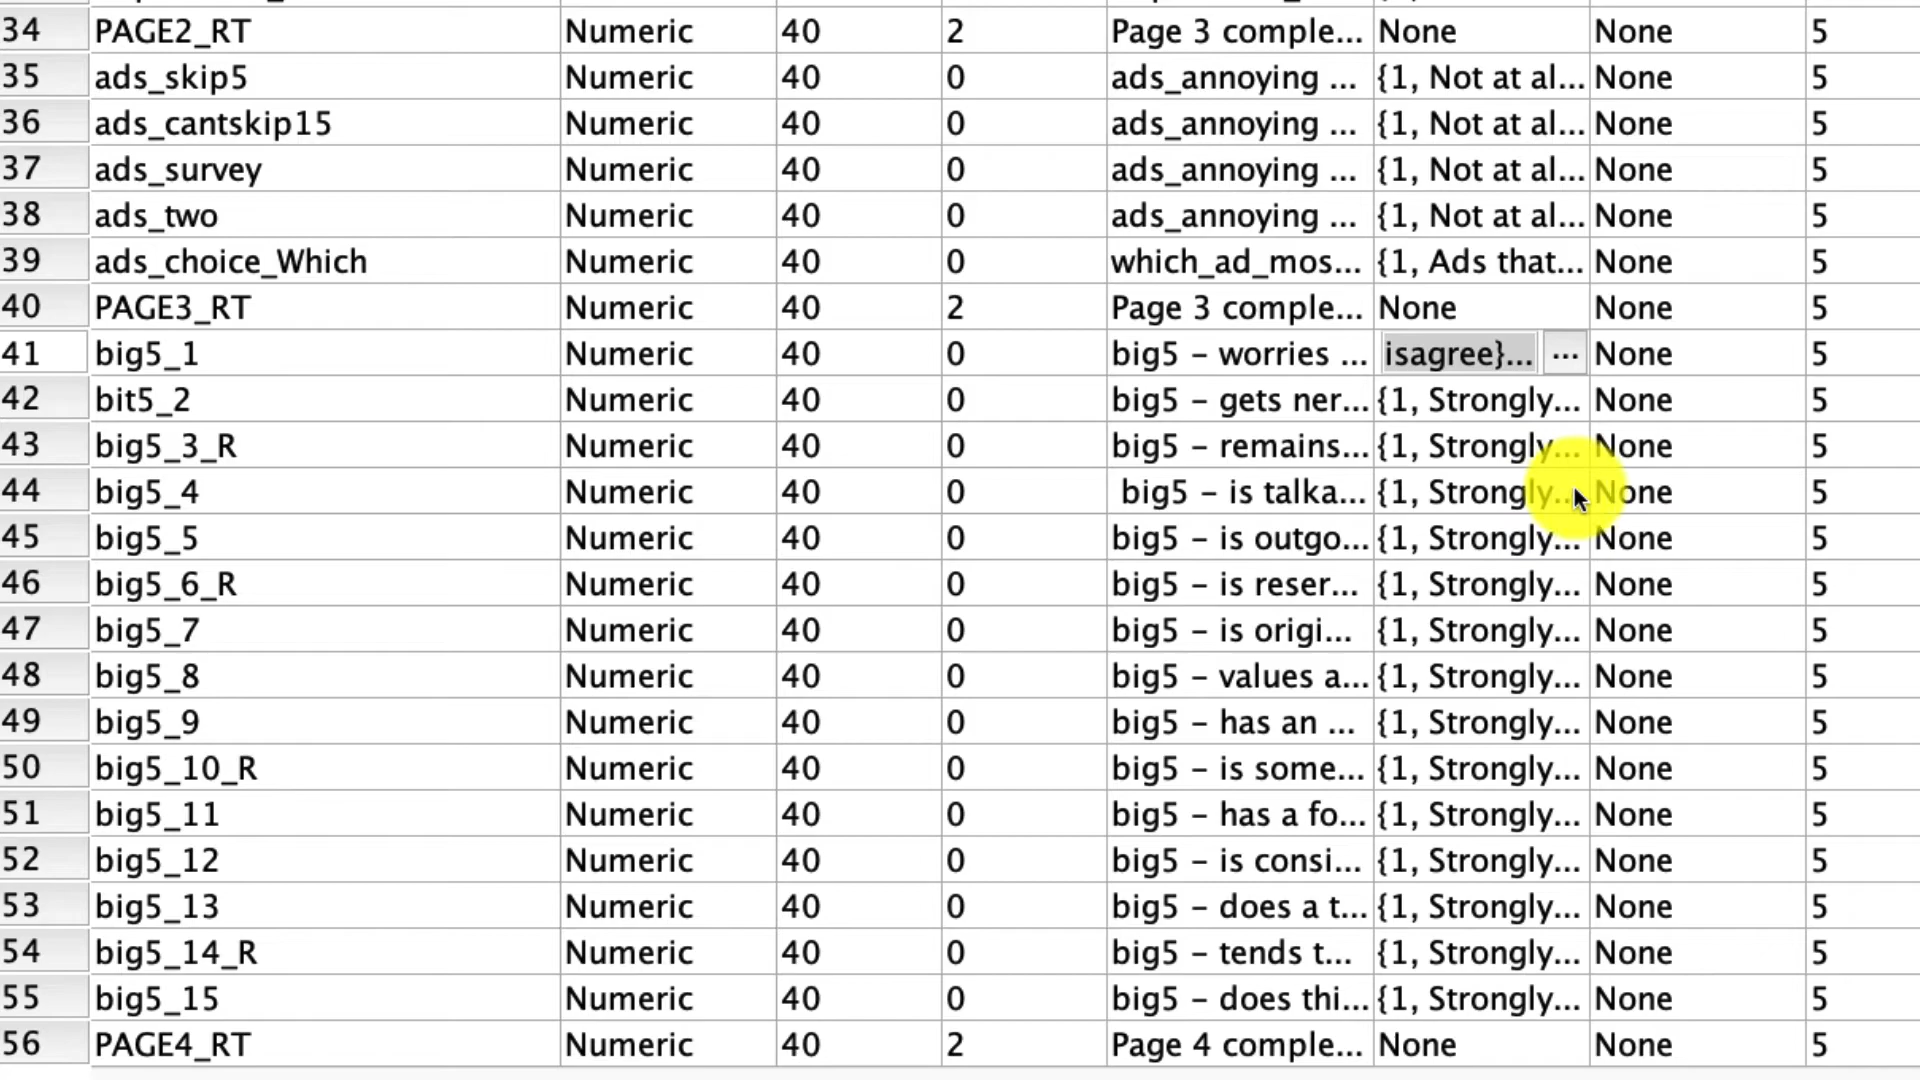 34 PAGE2_RT Numeric 40 2 Page 3 comple... None None 5
35 ads_skip5 Numeric 40 0 ads_annoying ... {1, Not at al... None 5
36 ads_cantskip15 Numeric 40 0 ads_annoying ... {1, Not at al... None 5
37 ads_survey Numeric 40 0 ads_annoying ... {1, Not at al... None 5
38 ads_two Numeric 40 0 ads_annoying ... {1, Not at al... None 5
39 ads_choice_Which Numeric 40 0 which_ad_mos... {1, Ads that... None 5
40 PAGE3_RT Numeric 40 2 Page 3 comple... None None 5
41 big5_1 Numeric 40 0 big5 – worries ... isagree}... ... None 5
42 bit5_2 Numeric 40 0 big5 – gets ner... {1, Strongly... None 5
43 big5_3_R Numeric 40 0 big5 – remains... {1, Strongly... None 5
44 big5_4 Numeric 40 0 big5 – is talka... {1, Strongly... None 5
45 big5_5 Numeric 40 0 big5 – is outgo... {1, Strongly... None 5
46 big5_6_R Numeric 40 0 big5 – is reser... {1, Strongly... None 5
47 big5_7 Numeric 40 0 big5 – is origi... {1, Strongly... None 5
48 big5_8 Numeric 40 0 big5 – values a... {1, Strongly... None 5
49 big5_9 Numeric 40 0 big5 – has an ... {1, Strongly... None 5
50 big5_10_R Numeric 40 0 big5 – is some... {1, Strongly... None 5
51 big5_11 Numeric 40 0 big5 – has a fo... {1, Strongly... None 5
52 big5_12 Numeric 40 0 big5 – is consi... {1, Strongly... None 5
53 big5_13 Numeric 40 0 big5 – does a t... {1, Strongly... None 5
54 big5_14_R Numeric 40 0 big5 – tends t... {1, Strongly... None 5
55 big5_15 Numeric 40 0 big5 – does thi... {1, Strongly... None 5
56 PAGE4_RT Numeric 40 2 Page 4 comple... None None 5